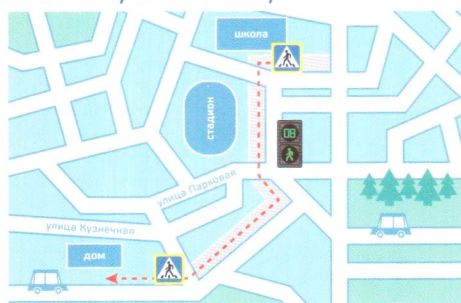 школа
стадион
08
улица Парковая
улица Кузнечная
дом